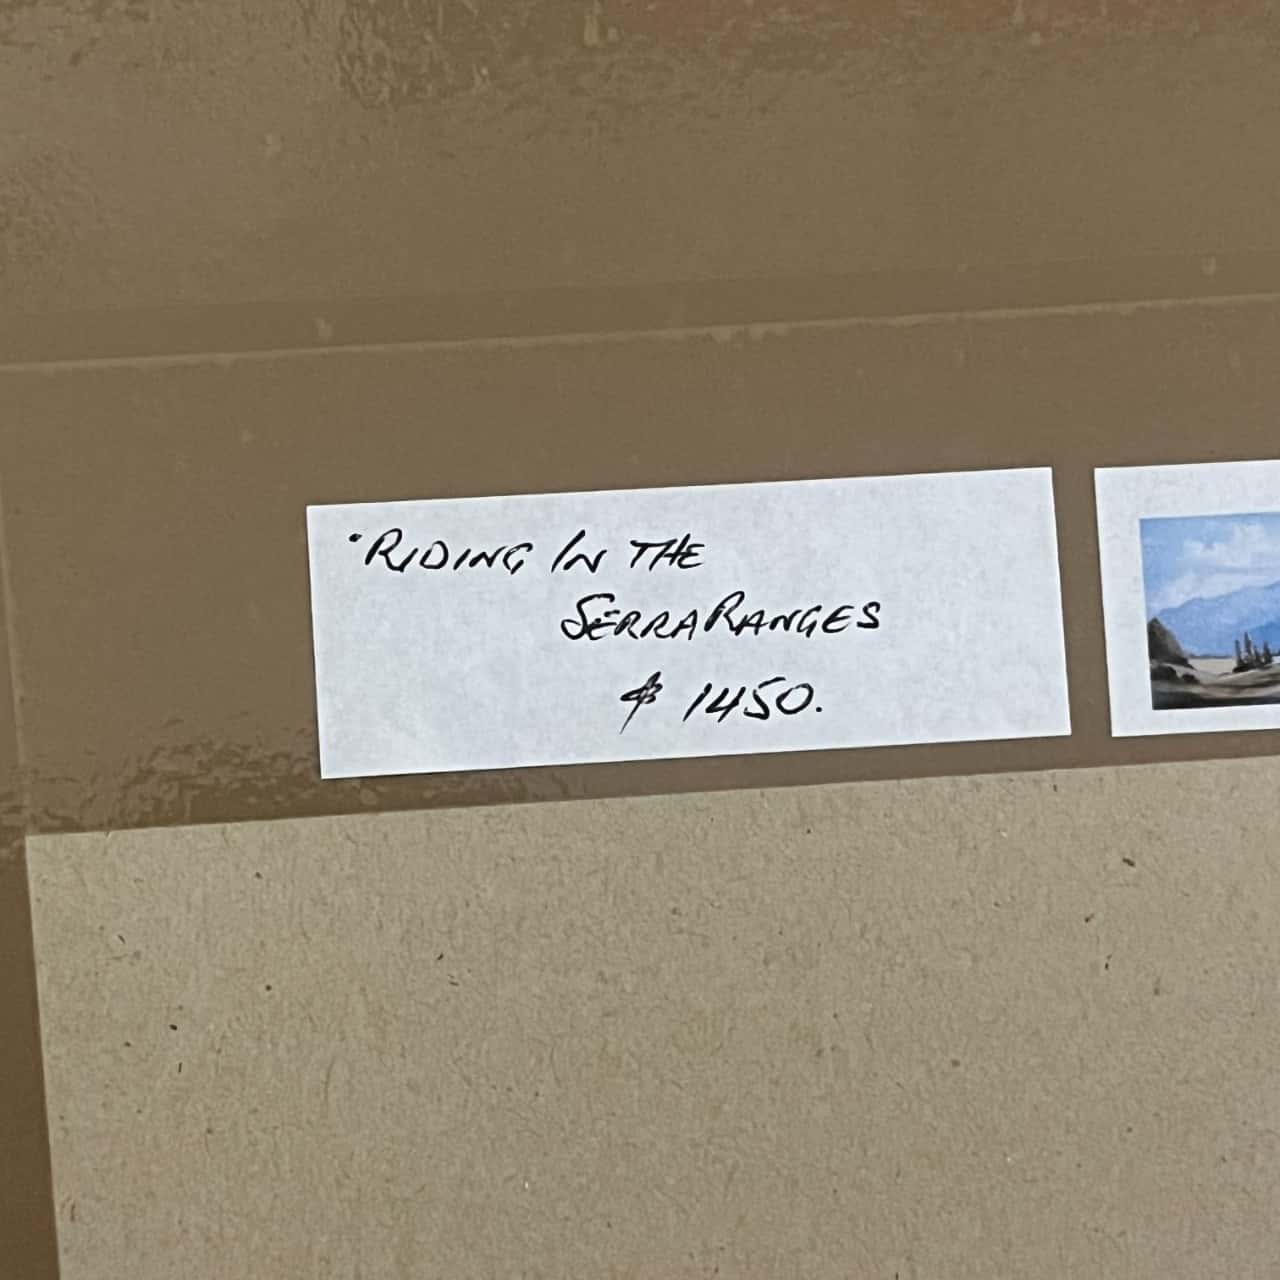 'RIDING IN THE
SERRA RANGES
$ 1450.